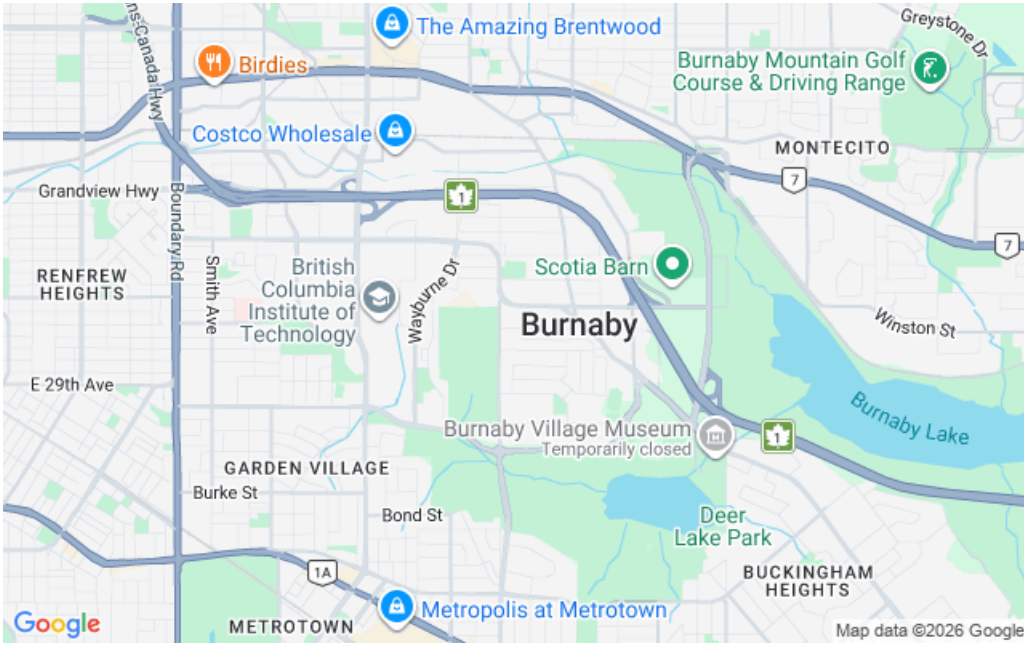 Greystone Dr
The Amazing Brentwood
Trans-Canada Hwy
Birdies
Burnaby Mountain Golf
Course & Driving Range
Costco Wholesale
MONTECITO
7
Grandview Hwy
1
Boundary Rd
7
RENFREW
HEIGHTS
Smith Ave
British
Columbia
Institute of
Technology
Wayburne Dr
Scotia Barn
Burnaby
Winston St
E 29th Ave
Burnaby Lake
Burnaby Village Museum
Temporarily closed
1
GARDEN VILLAGE
Burke St
Bond St
Deer
Lake Park
1A
BUCKINGHAM
HEIGHTS
Metropolis at Metrotown
Google
METROTOWN
Map data ©2026 Google